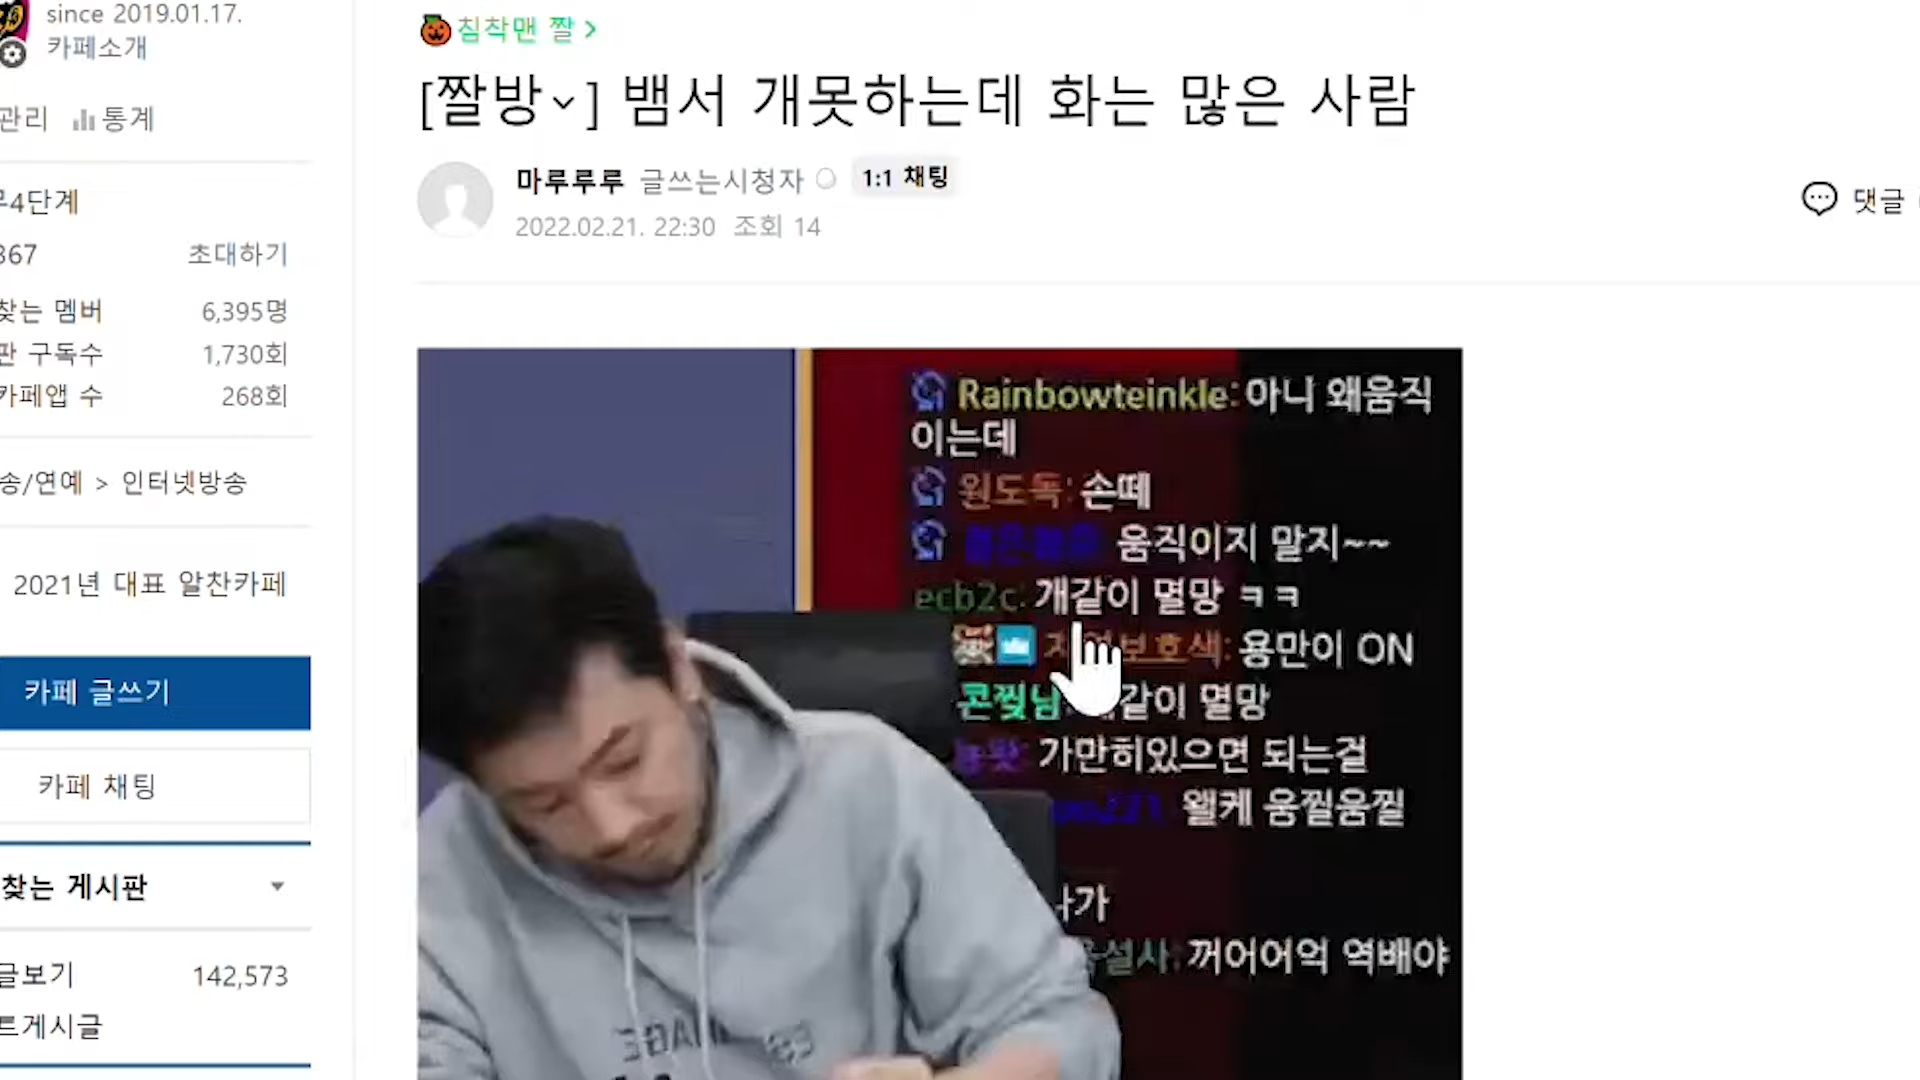 since 2019.01.17.
카페소개
관리 통계
4단계
367 초대하기
찾는 멤버 6,395명
판 구독수 1,730회
카페앱 수 268회
송/연예 > 인터넷방송
2021년 대표 알찬카페
카페 글쓰기
카페 채팅
찾는 게시판
글보기 142,573
트게시글
침착맨 짤 >
[짤방] 뱀서 개못하는데 화는 많은 사람
마루루루 글쓰는시청자 1:1 채팅
2022.02.21. 22:30 조회 14
댓글
Rainbowteinkle: 아니 왜움직
이는데
원도독: 손떼
움직이지 말지~~
ecb2c: 개같이 멸망 ㅋㅋ
보호색: 용만이 ON
콘찢남: 같이 멸망
가만히있으면 되는걸
왤케 움찔움찔
가
설사: 꺼어어억 역배야